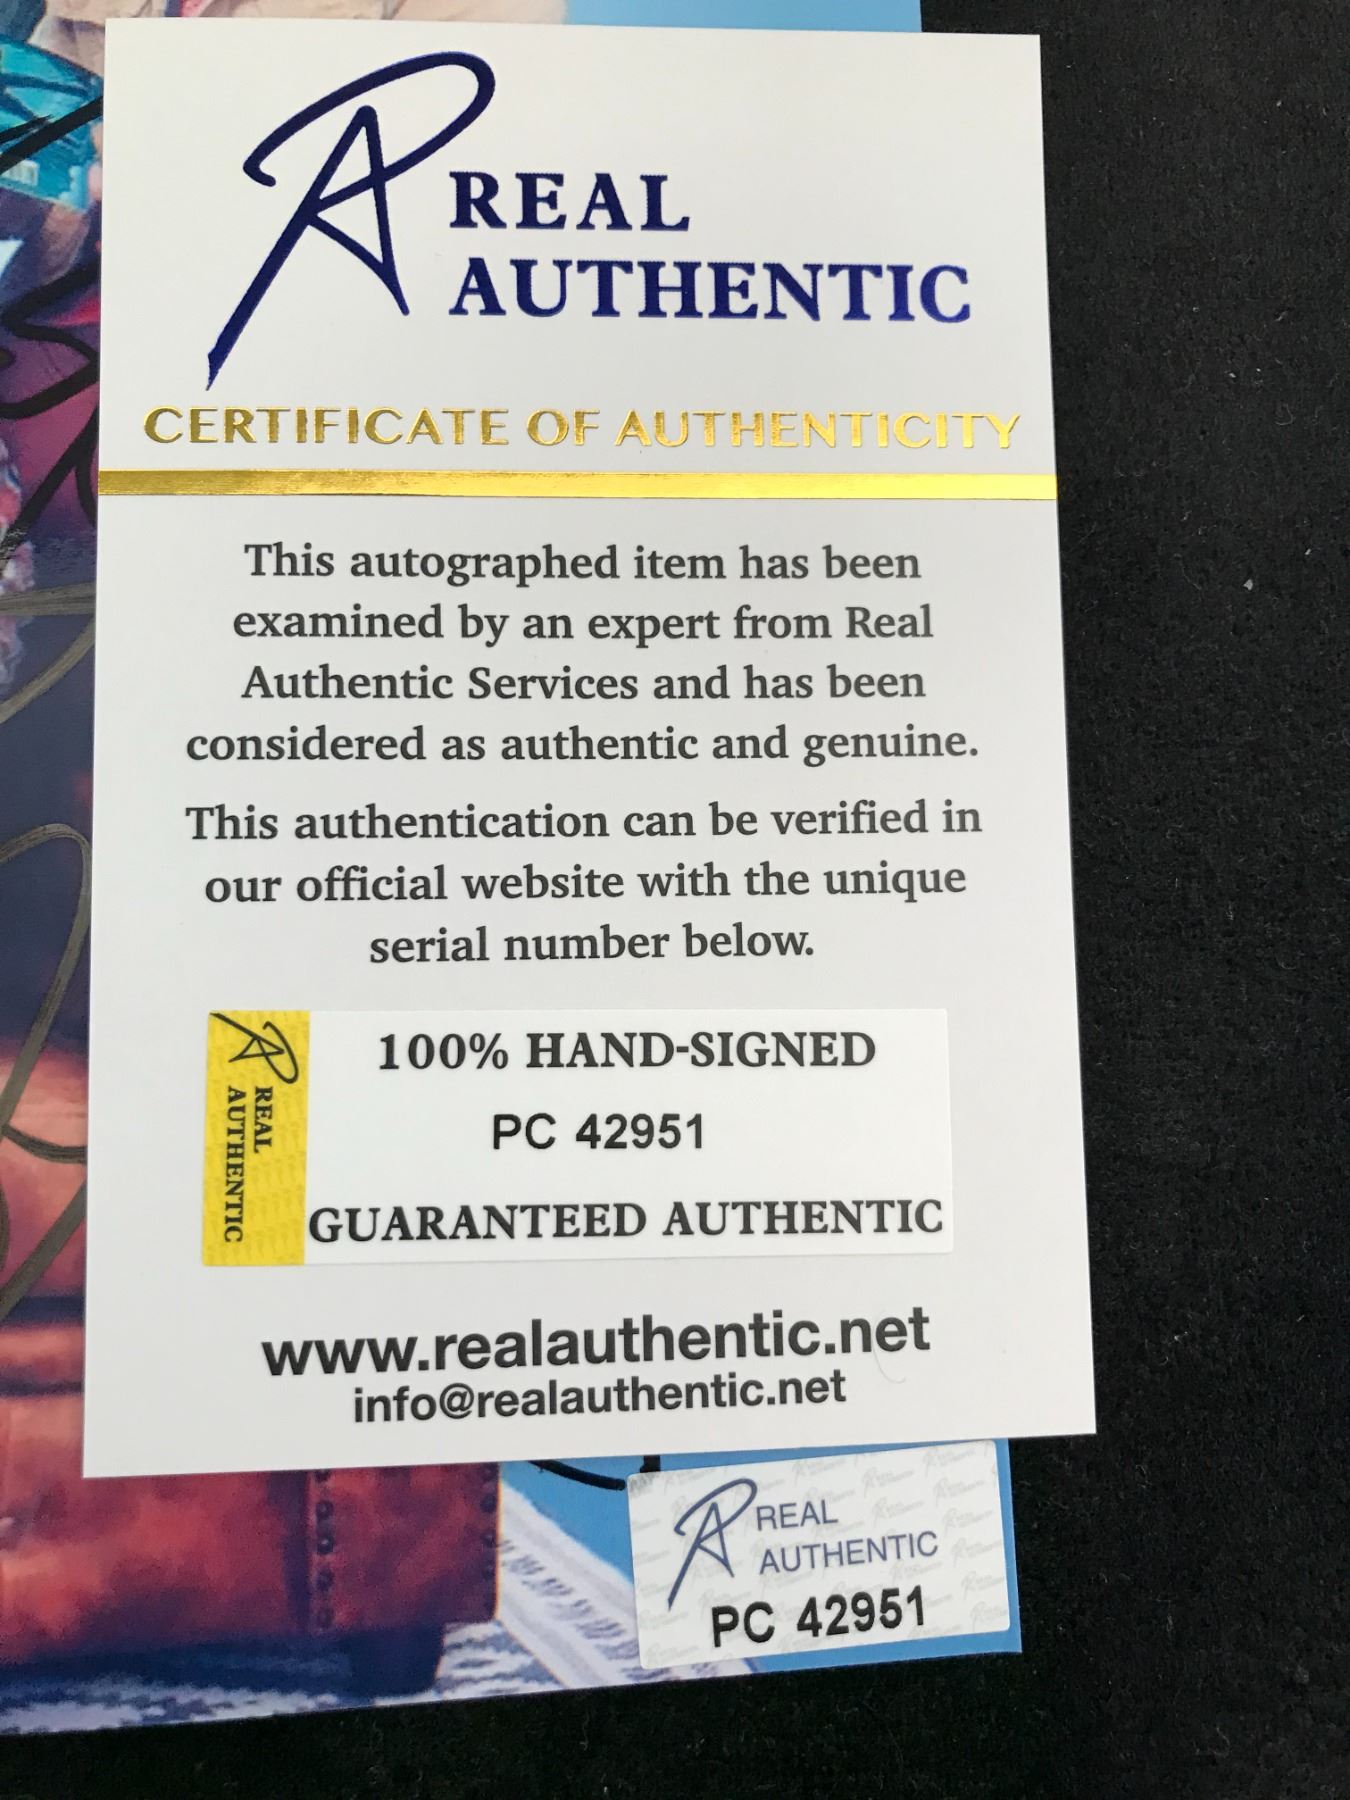 REAL
AUTHENTIC
CERTIFICATE OF AUTHENTICITY
This autographed item has been
examined by an expert from Real
Authentic Services and has been
considered as authentic and genuine.
This authentication can be verified in
our official website with the unique
serial number below.
REAL
AUTHENTIC
100% HAND-SIGNED
PC 42951
GUARANTEED AUTHENTIC
www.realauthentic.net
info@realauthentic.net
REAL
AUTHENTIC
PC 42951